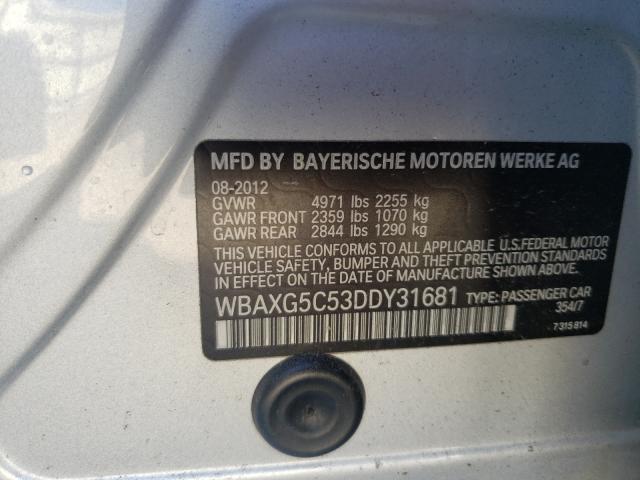 MFD BY BAYERISCHE MOTOREN WERKE AG
08-2012
GVWR 4971 lbs 2255 kg
GAWR FRONT 2359 lbs 1070 kg
GAWR REAR 2844 lbs 1290 kg
THIS VEHICLE CONFORMS TO ALL APPLICABLE U.S.FEDERAL MOTOR
VEHICLE SAFETY, BUMPER AND THEFT PREVENTION STANDARDS
IN EFFECT ON THE DATE OF MANUFACTURE SHOWN ABOVE.
WBAXG5C53DDY31681 TYPE: PASSENGER CAR
354/7
7315814